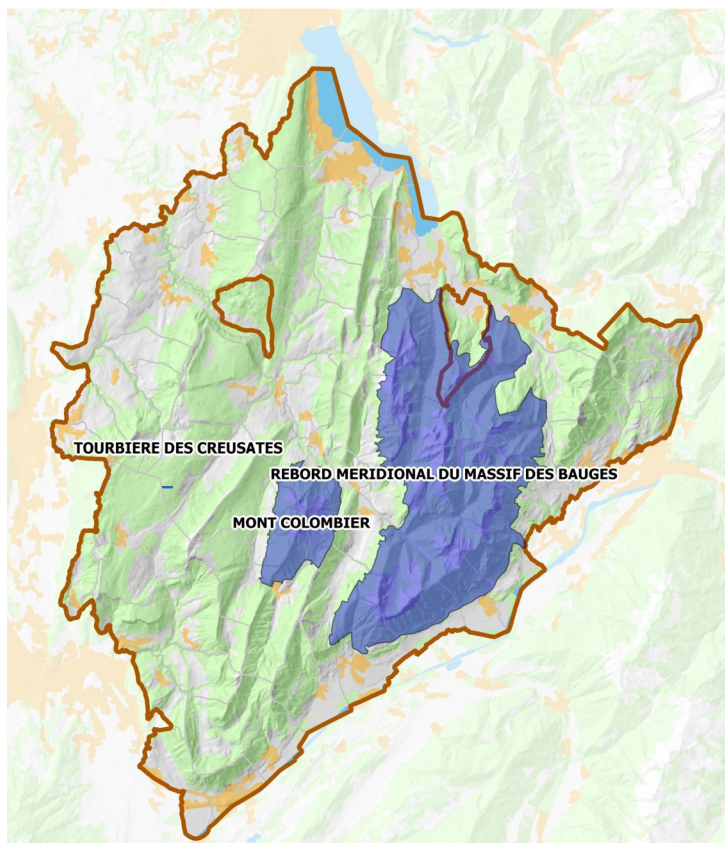 TOURBIERE DES CREUSATES
REBORD MERIDIONAL DU MASSIF DES BAUGES
MONT COLOMBIER